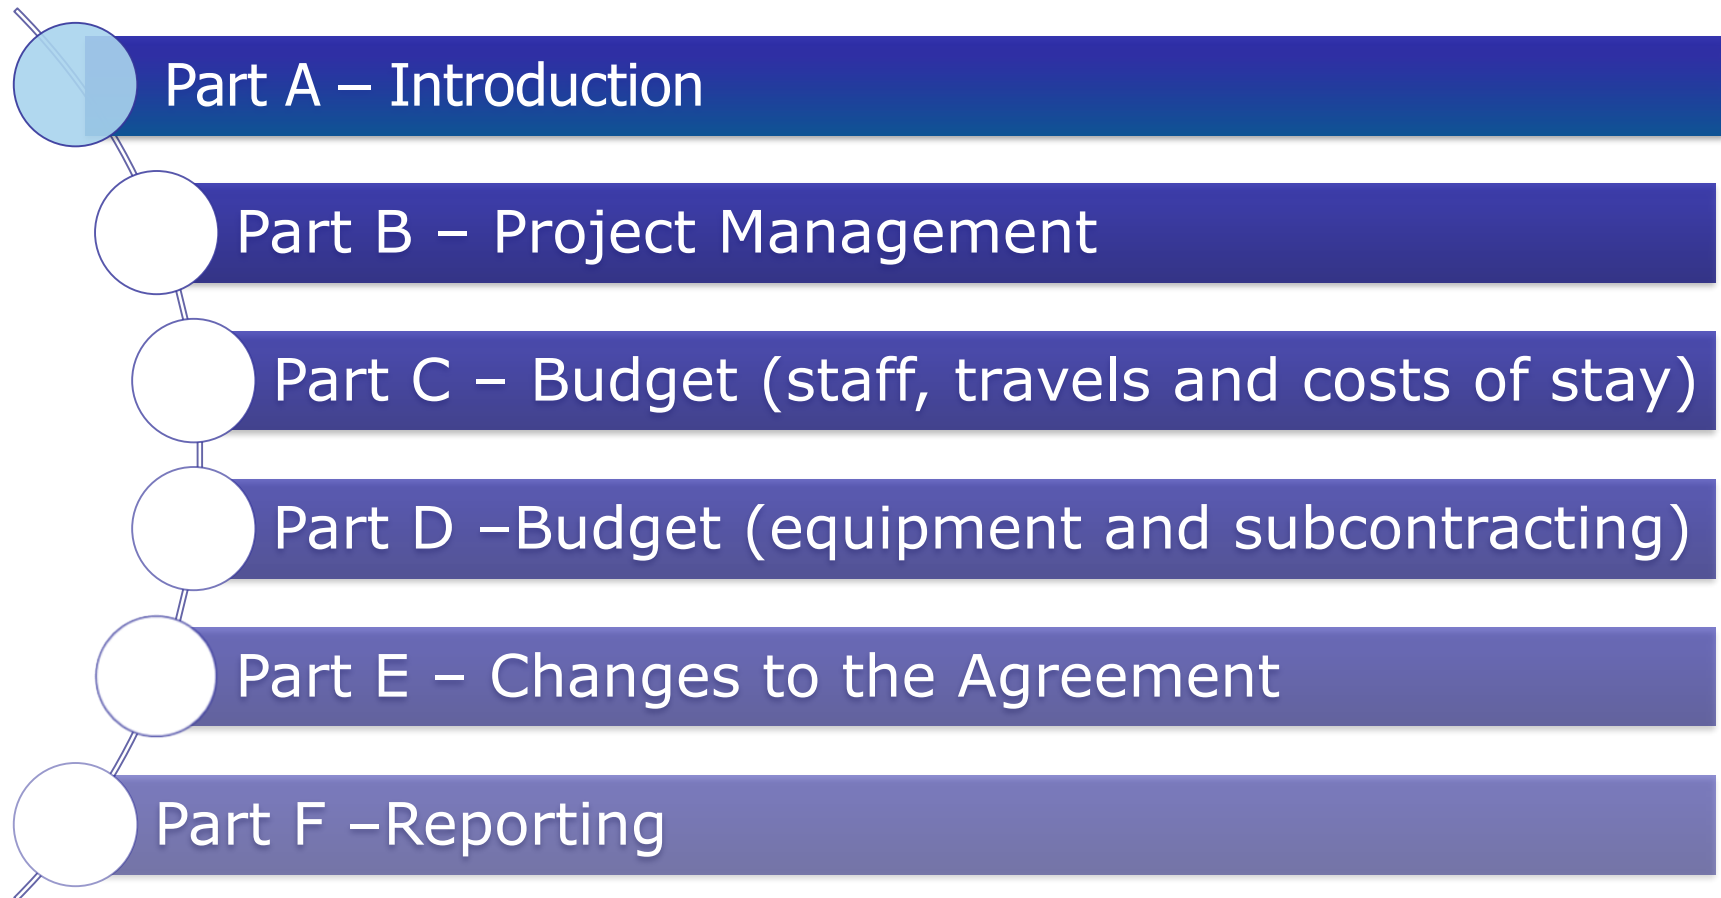 Part A – Introduction
Part B – Project Management
Part C – Budget (staff, travels and costs of stay)
Part D –Budget (equipment and subcontracting)
Part E – Changes to the Agreement
Part F –Reporting